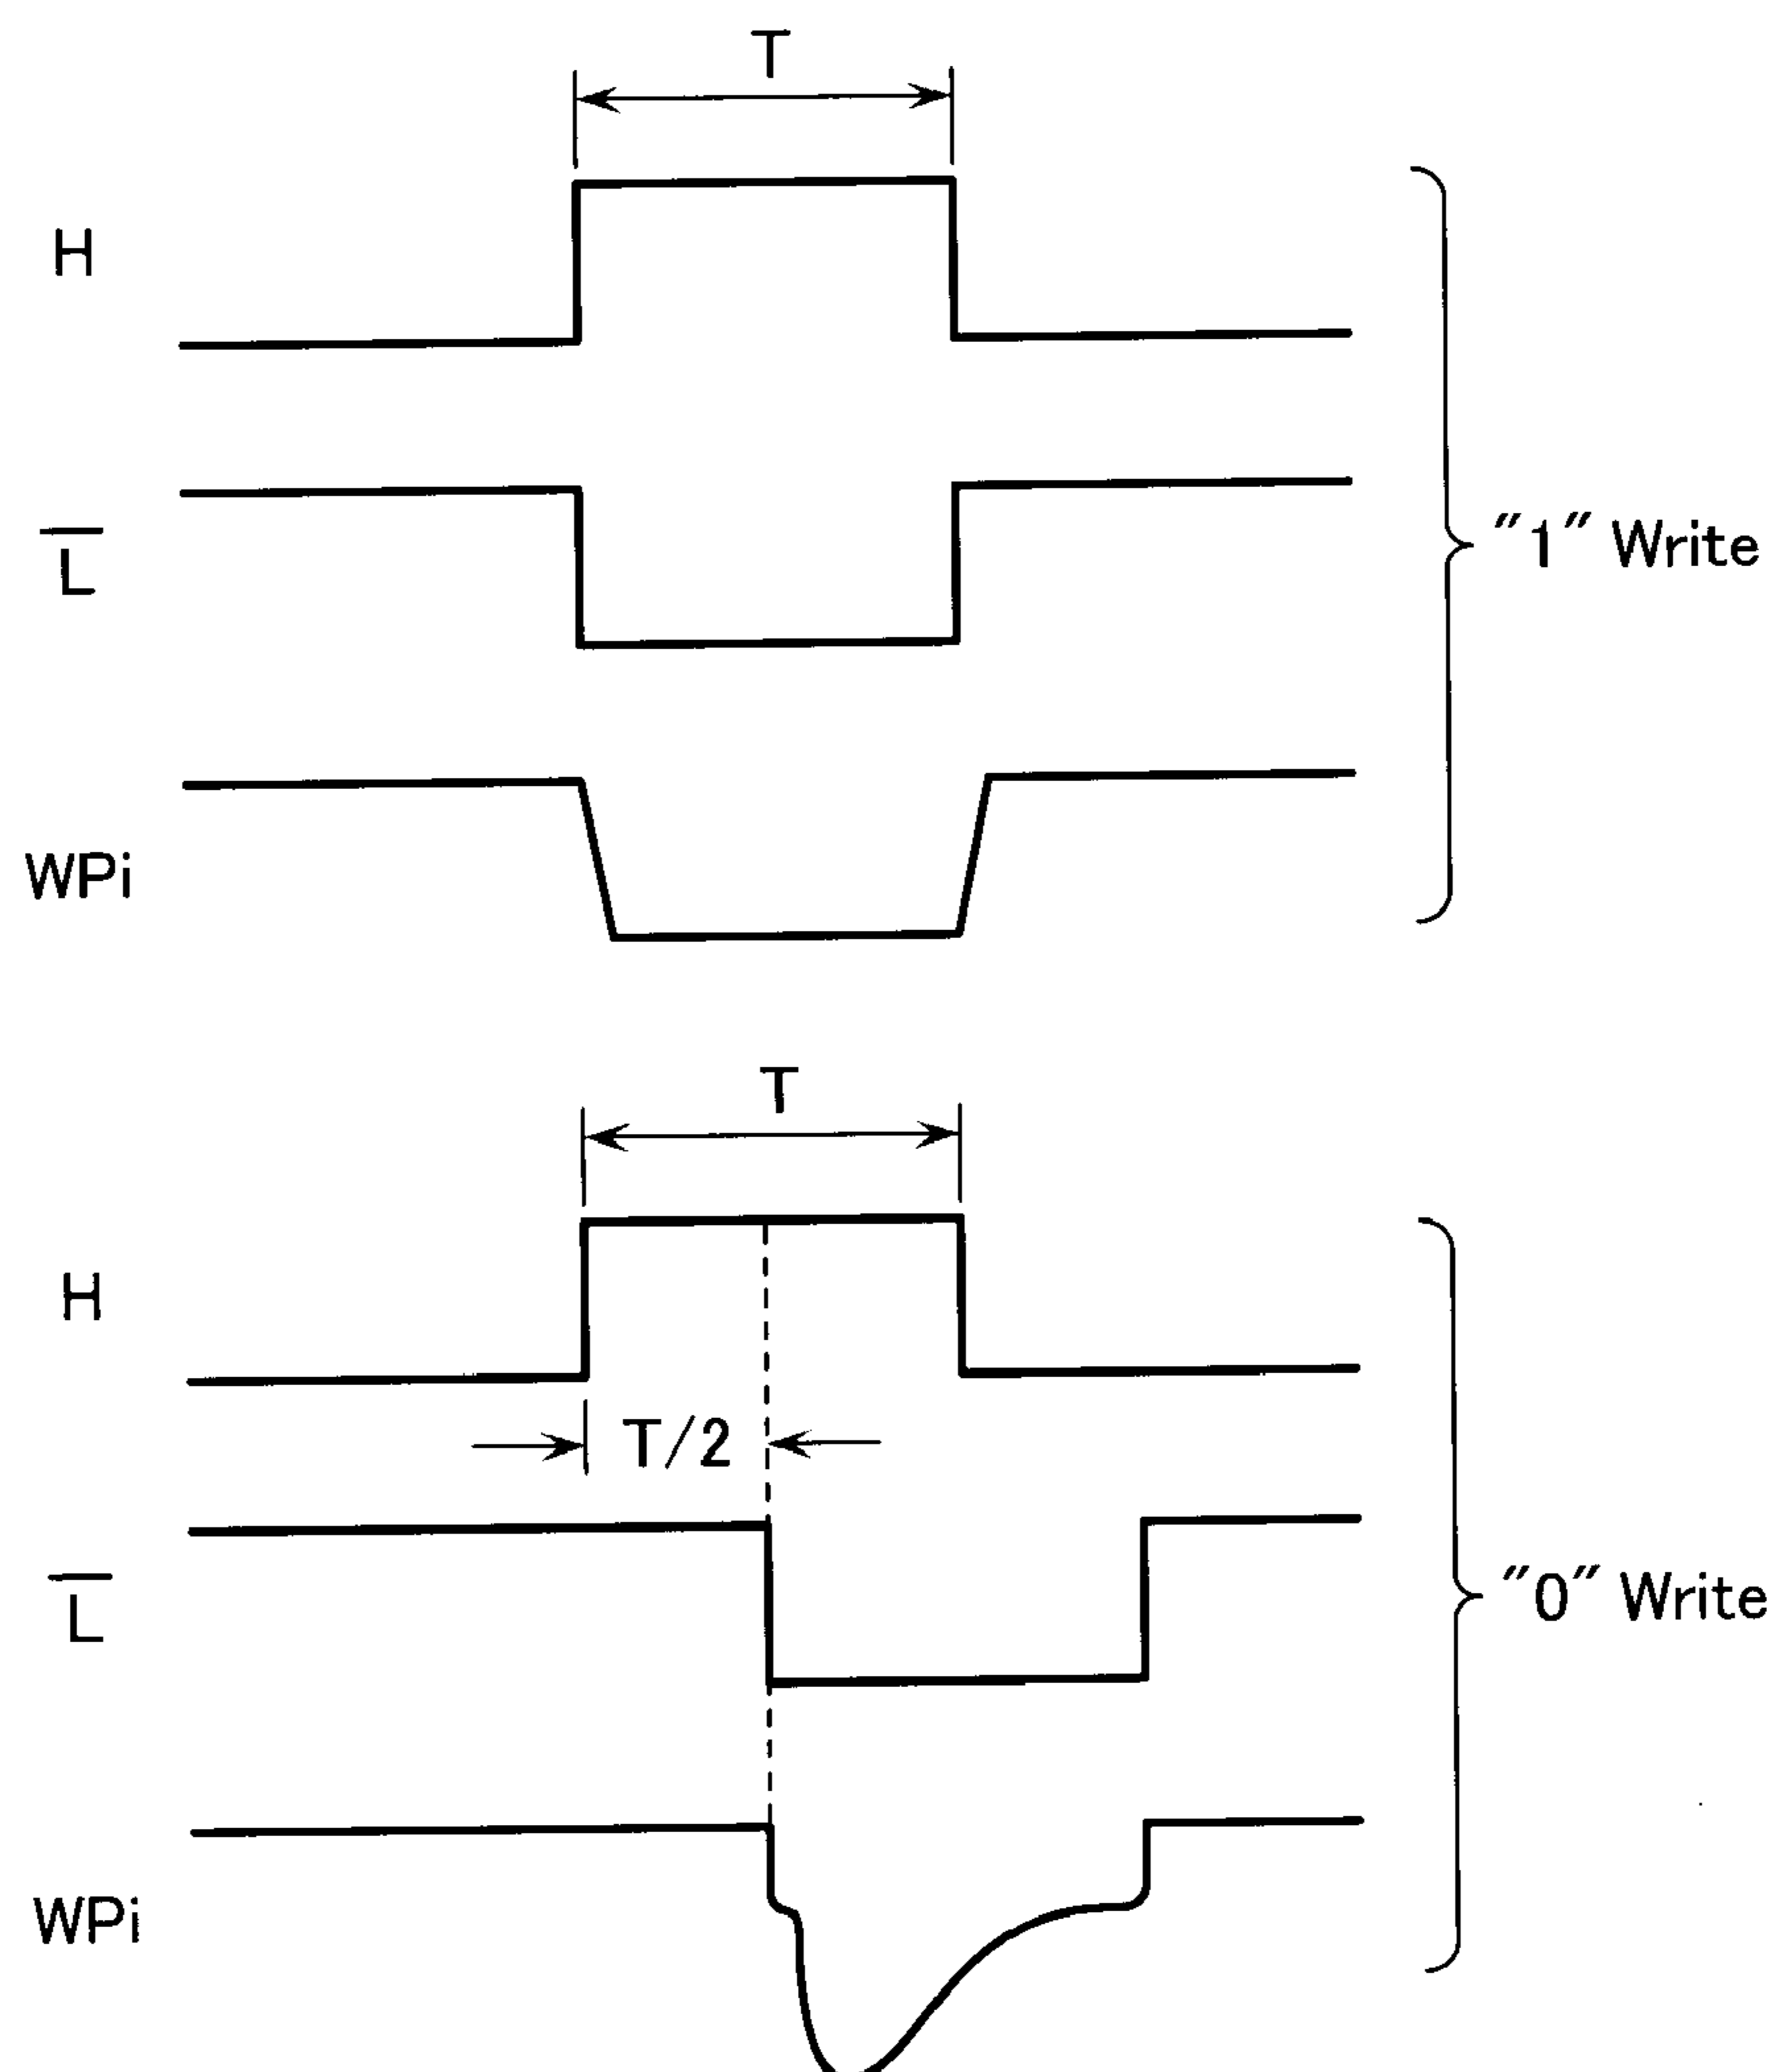 T
H
L̅
"1" Write
WPi
T
H
T/2
L̅
"0" Write
WPi